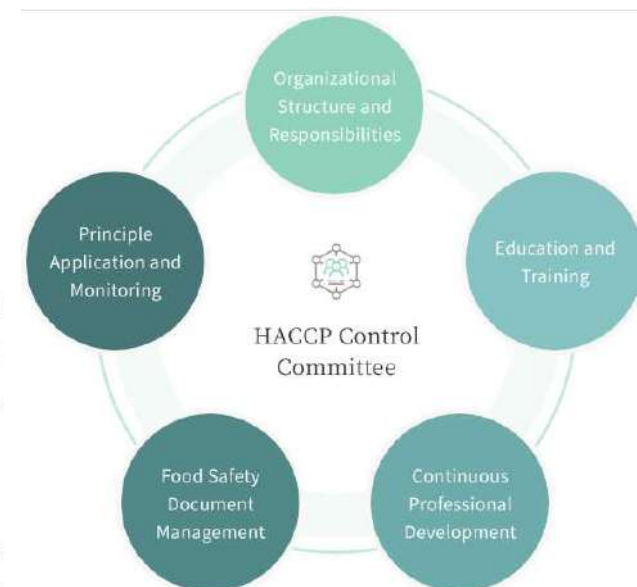 Organizational
Structure and
Responsibilities
Principle
Application and
Monitoring
Education and
Training
HACCP Control
Committee
Food Safety
Document
Management
Continuous
Professional
Development